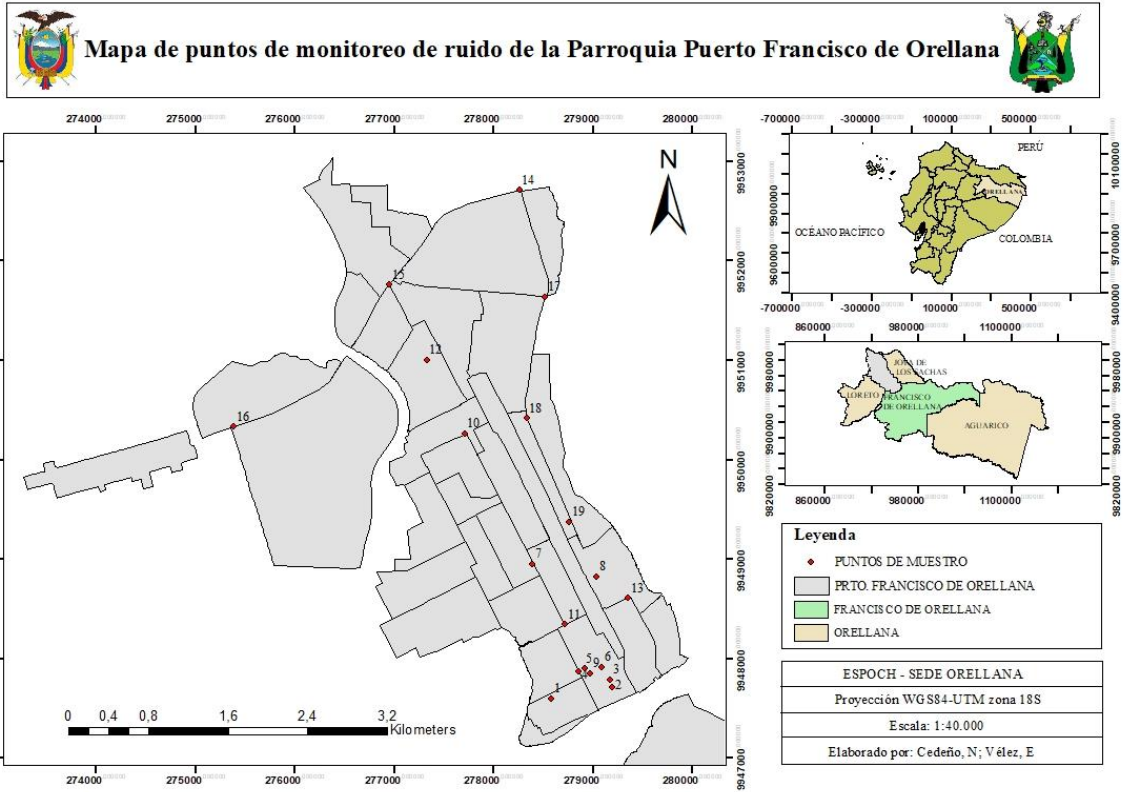 Mapa de puntos de monitoreo de ruido de la Parroquia Puerto Francisco de Orellana
274000 275000 276000 277000 278000 279000 280000
9953000
9952000
9951000
9950000
9949000
9948000
9947000
N
14
15
17
12
16
18
10
19
7
8
13
11
5
6
9
4
3
2
1
0 0,4 0,8 1,6 2,4 3,2
Kilometers
274000 275000 276000 277000 278000 279000 280000
-700000 -300000 100000 500000
PERÚ
ORELLANA
OCÉANO PACÍFICO
COLOMBIA
9900000
9600000
10100000
9700000
9400000
-700000 -300000 100000 500000
860000 980000 1100000
JOYA DE
LOS SACHAS
LORETO
FRANCISCO
DE ORELLANA
AGUARICO
9980000
9900000
9820000
9980000
9900000
9820000
860000 980000 1100000
Leyenda
PUNTOS DE MUESTRO
PRTO. FRANCISCO DE ORELLANA
FRANCISCO DE ORELLANA
ORELLANA
ESPOCH - SEDE ORELLANA
Proyección WGS84-UTM zona 18S
Escala: 1:40.000
Elaborado por: Cedeño, N; Vélez, E